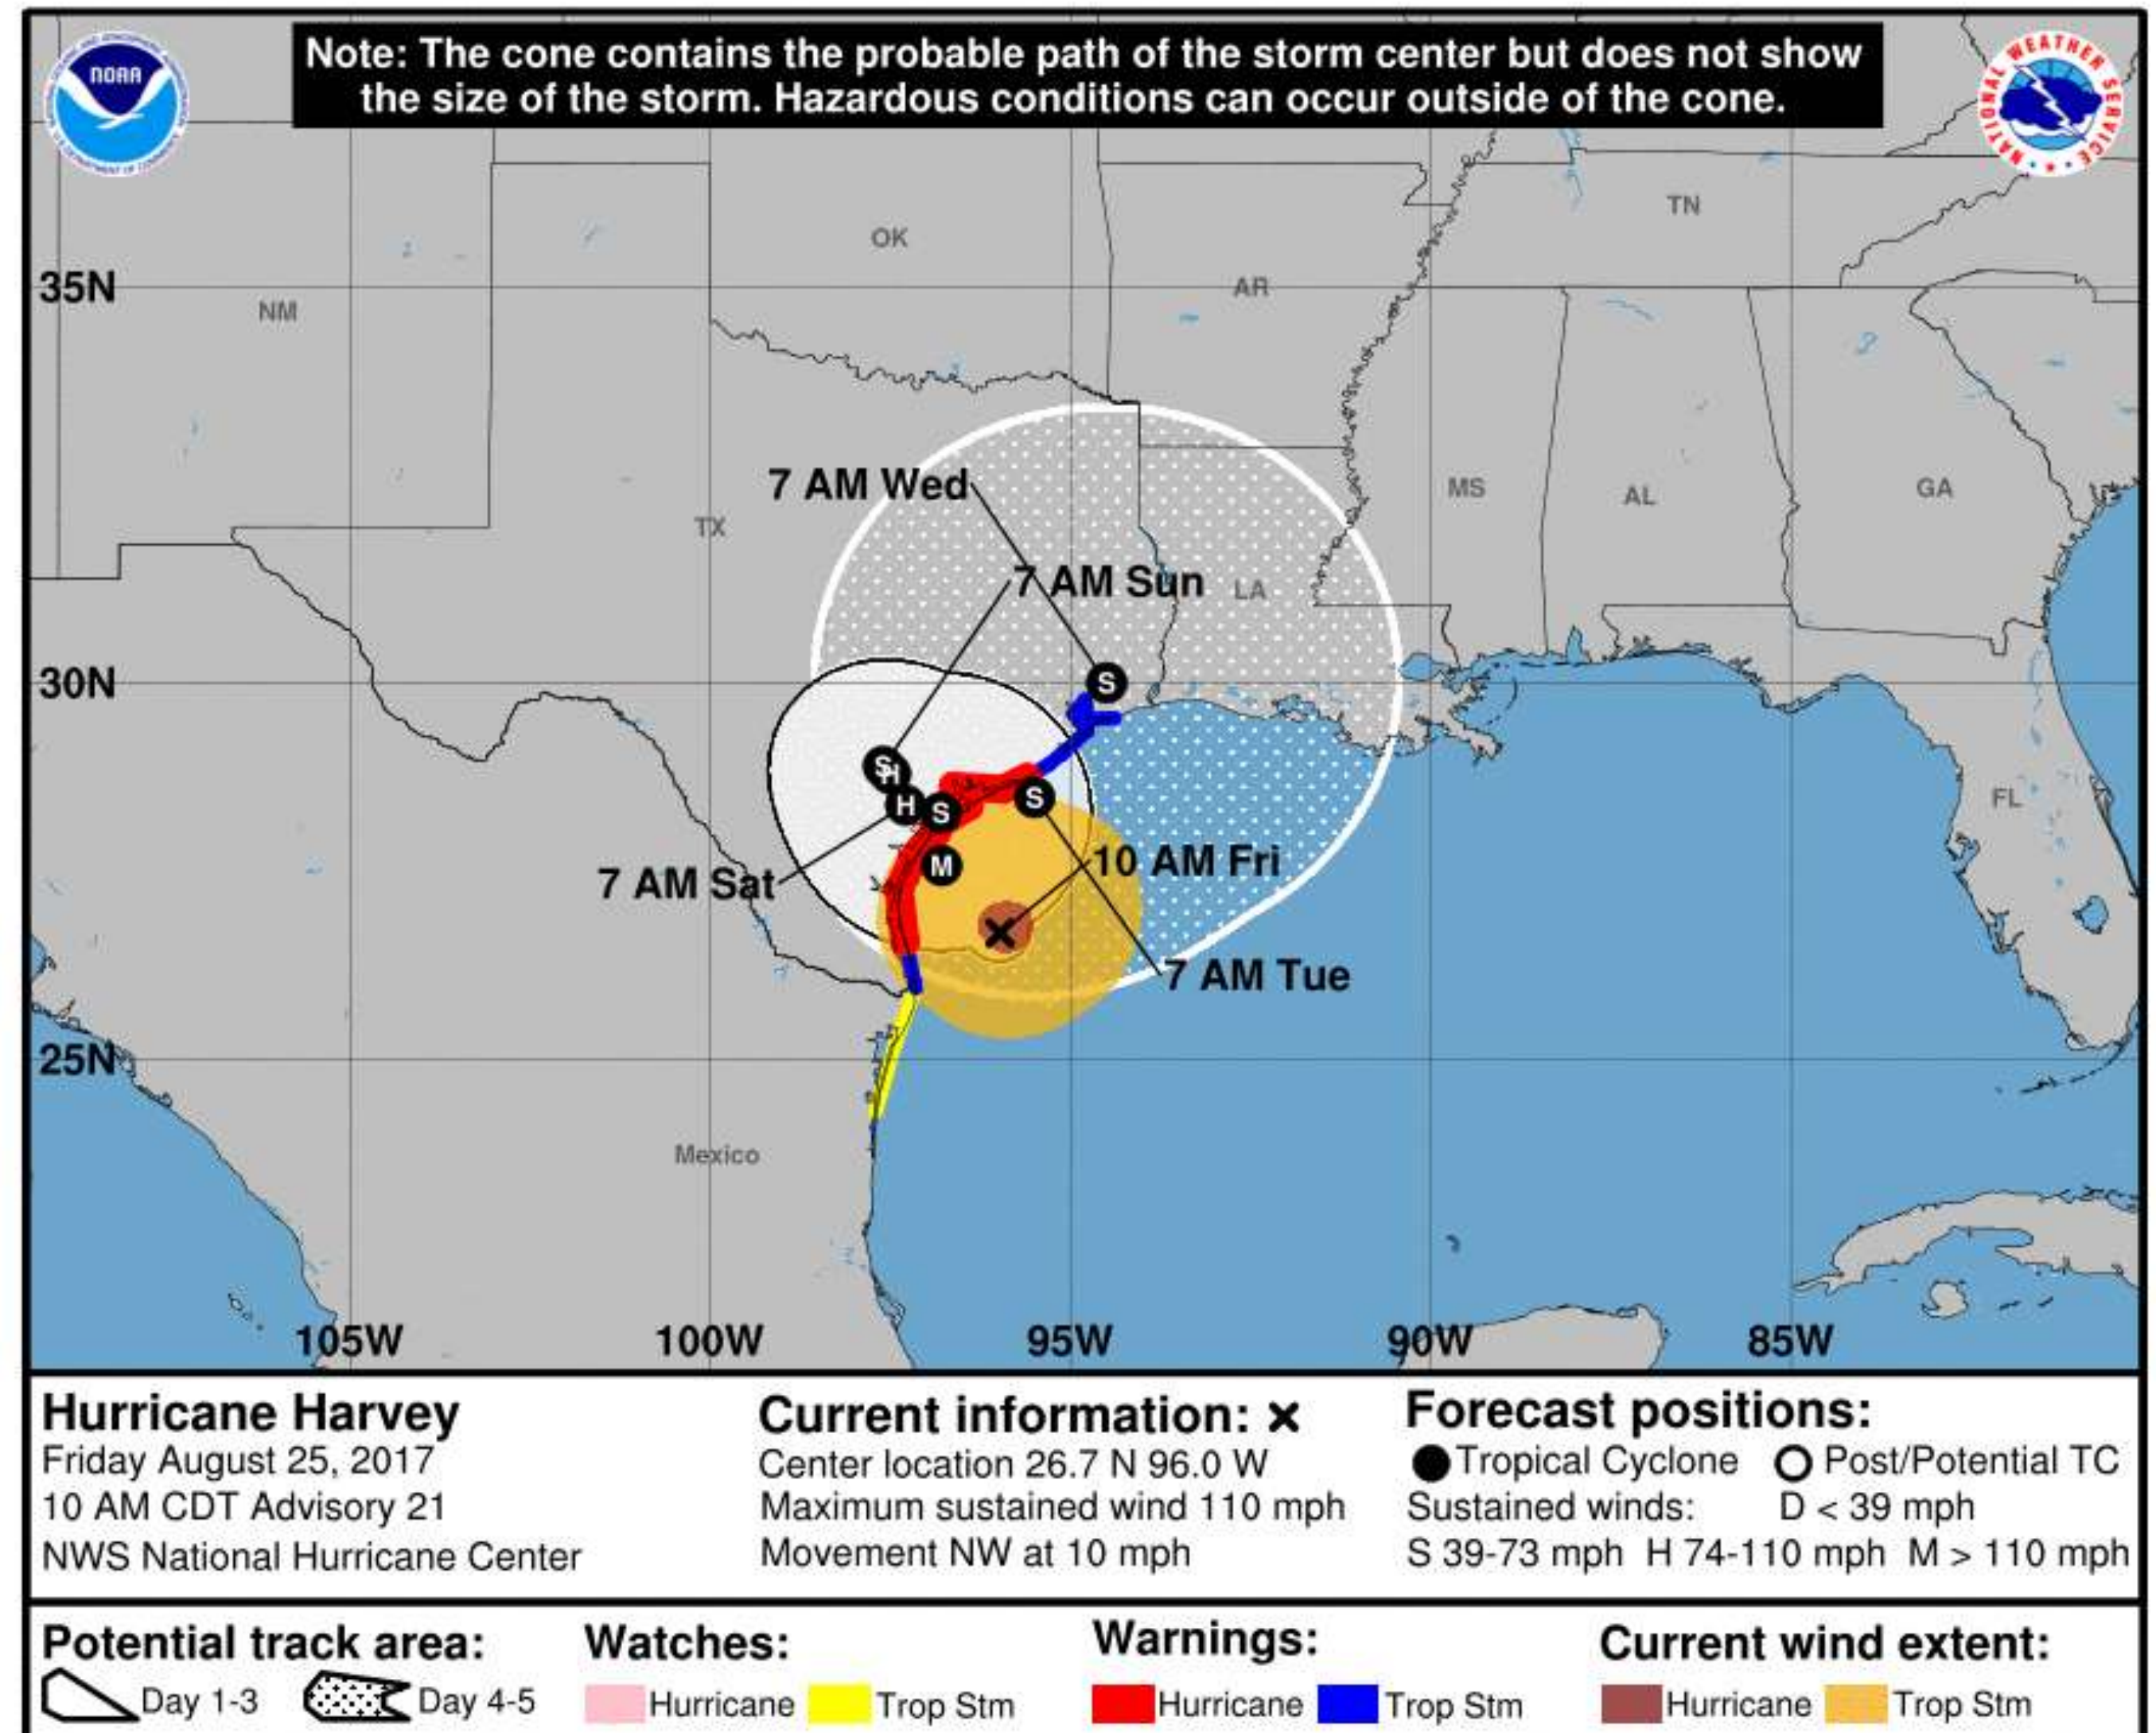 Note: The cone contains the probable path of the storm center but does not show
the size of the storm. Hazardous conditions can occur outside of the cone.
NOAA
NATIONAL WEATHER SERVICE
TN
OK
AR
35N
NM
7 AM Wed
MS
AL
GA
TX
7 AM Sun
LA
30N
S
S
H
H
S
S
FL
M
10 AM Fri
7 AM Sat
7 AM Tue
25N
Mexico
105W
100W
95W
90W
85W
Hurricane Harvey
Friday August 25, 2017
10 AM CDT Advisory 21
NWS National Hurricane Center
Current information: x
Center location 26.7 N 96.0 W
Maximum sustained wind 110 mph
Movement NW at 10 mph
Forecast positions:
Tropical Cyclone Post/Potential TC
Sustained winds: D < 39 mph
S 39-73 mph H 74-110 mph M > 110 mph
Potential track area:
Day 1-3 Day 4-5
Watches:
Hurricane Trop Stm
Warnings:
Hurricane Trop Stm
Current wind extent:
Hurricane Trop Stm